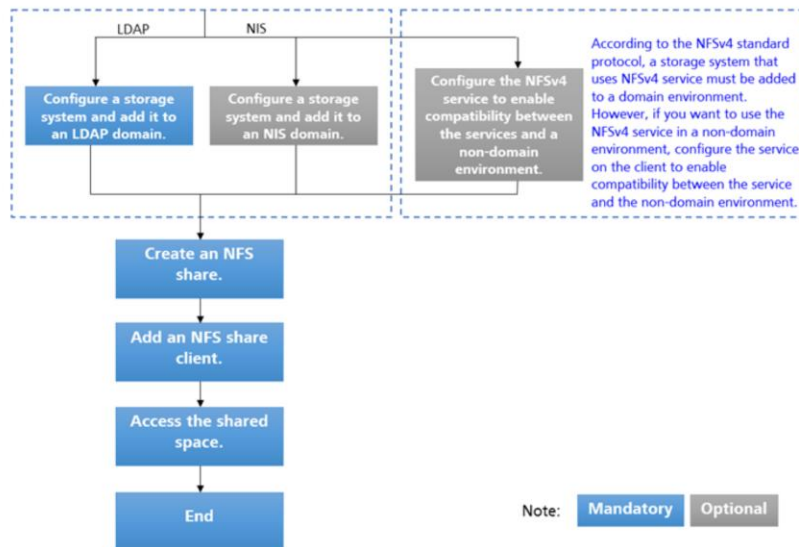 LDAP
NIS
Configure a storage
system and add it to
an LDAP domain.
Configure a storage
system and add it to
an NIS domain.
Configure the NFSv4
service to enable
compatibility between
the services and a
non-domain
environment.
According to the NFSv4 standard
protocol, a storage system that
uses NFSv4 service must be added
to a domain environment.
However, if you want to use the
NFSv4 service in a non-domain
environment, configure the service
on the client to enable
compatibility between the service
and the non-domain environment.
Create an NFS
share.
Add an NFS share
client.
Access the shared
space.
End
Note:
Mandatory
Optional